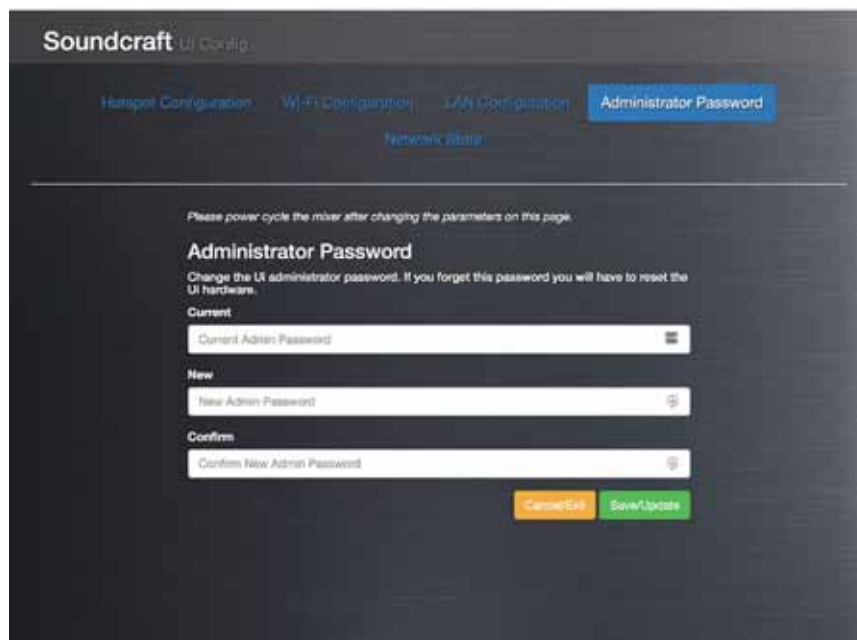 Soundcraft Ui Config
Hotspot Configuration Wi-Fi Configuration LAN Configuration Administrator Password
Network State
Please power cycle the mixer after changing the parameters on this page.
Administrator Password
Change the Ui administrator password. If you forget this password you will have to reset the
Ui hardware.
Current
Current Admin Password
New
New Admin Password
Confirm
Confirm New Admin Password
Cancel/Exit Save/Update